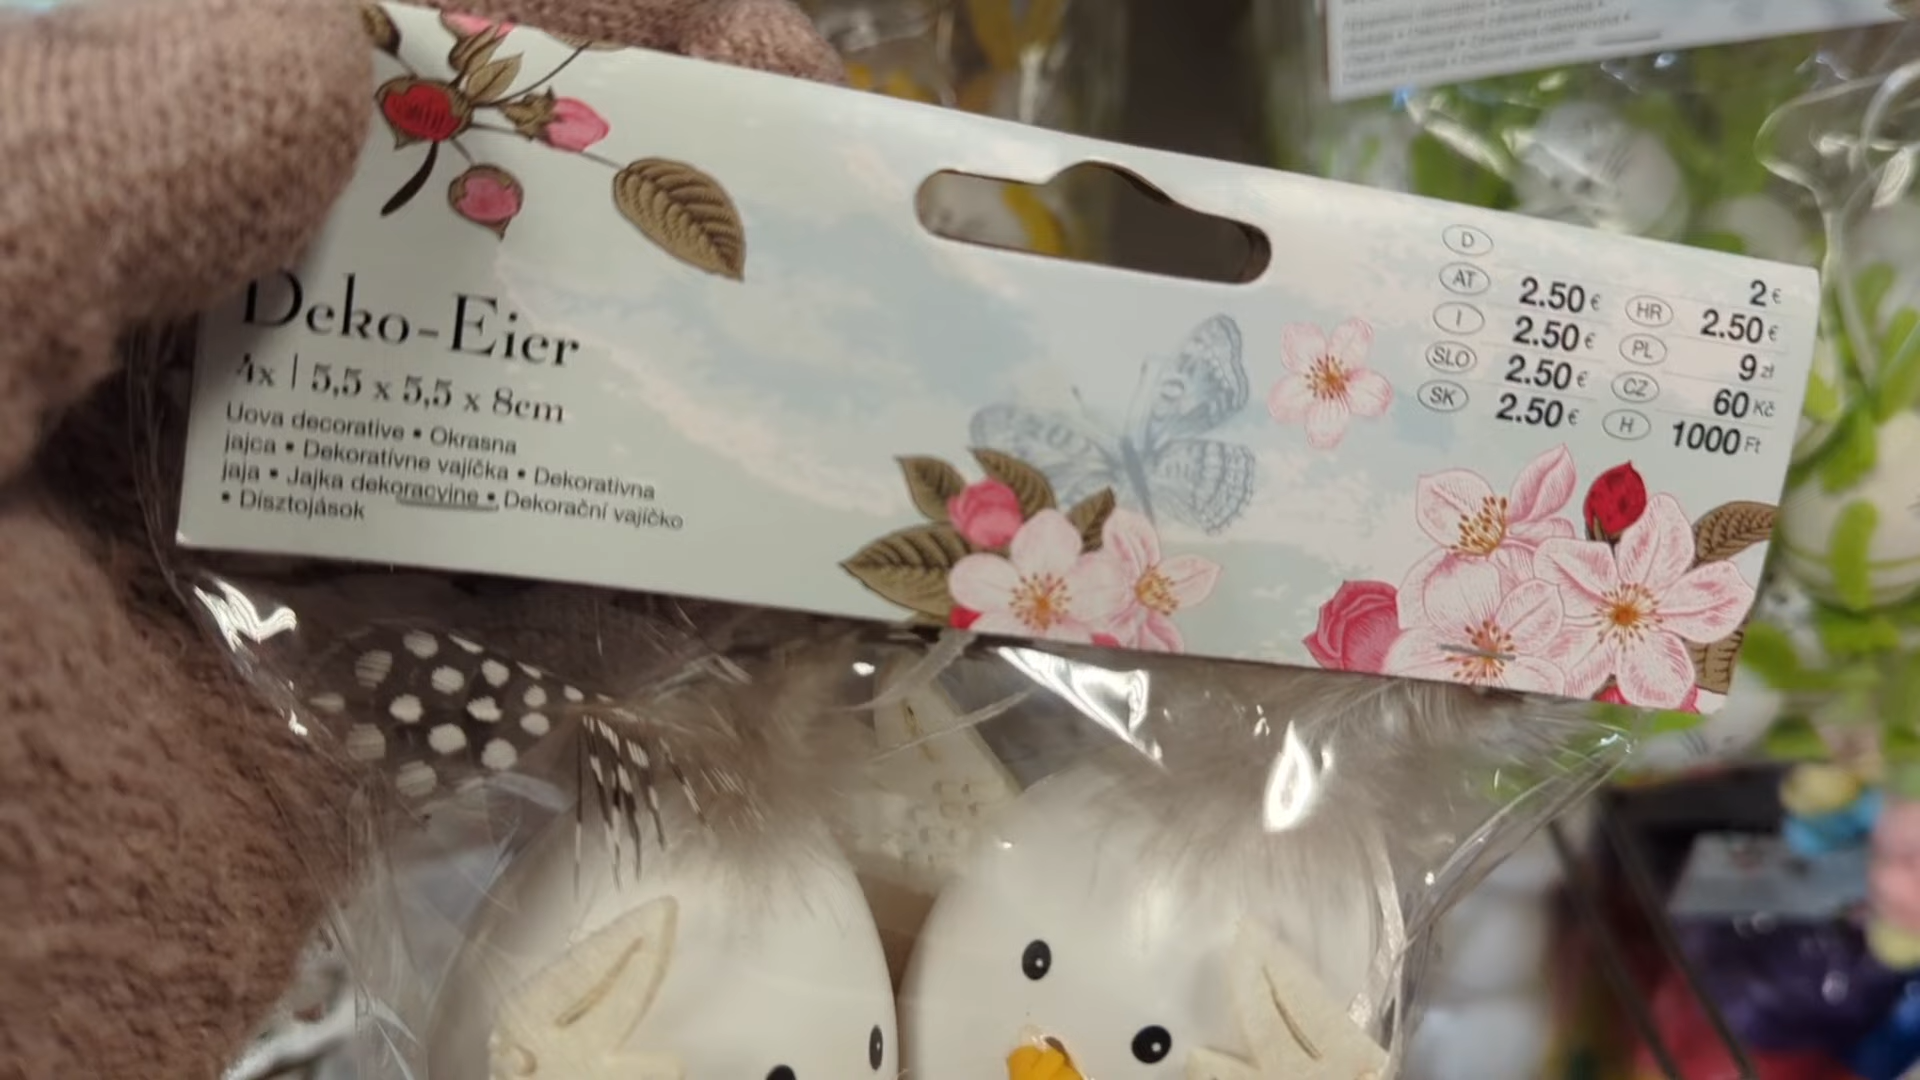 Deko-Eier
4x | 5,5 x 5,5 x 8cm
Uova decorative • Okrasna
jajca • Dekoratívne vajíčka • Dekorativna
jaja • Jajka dekoracyjne • Dekorační vajíčko
• Dísztojások
D 2 €
AT 2.50 € HR 2.50 €
I 2.50 € PL 9 zł
SLO 2.50 € CZ 60 Kč
SK 2.50 € H 1000 Ft